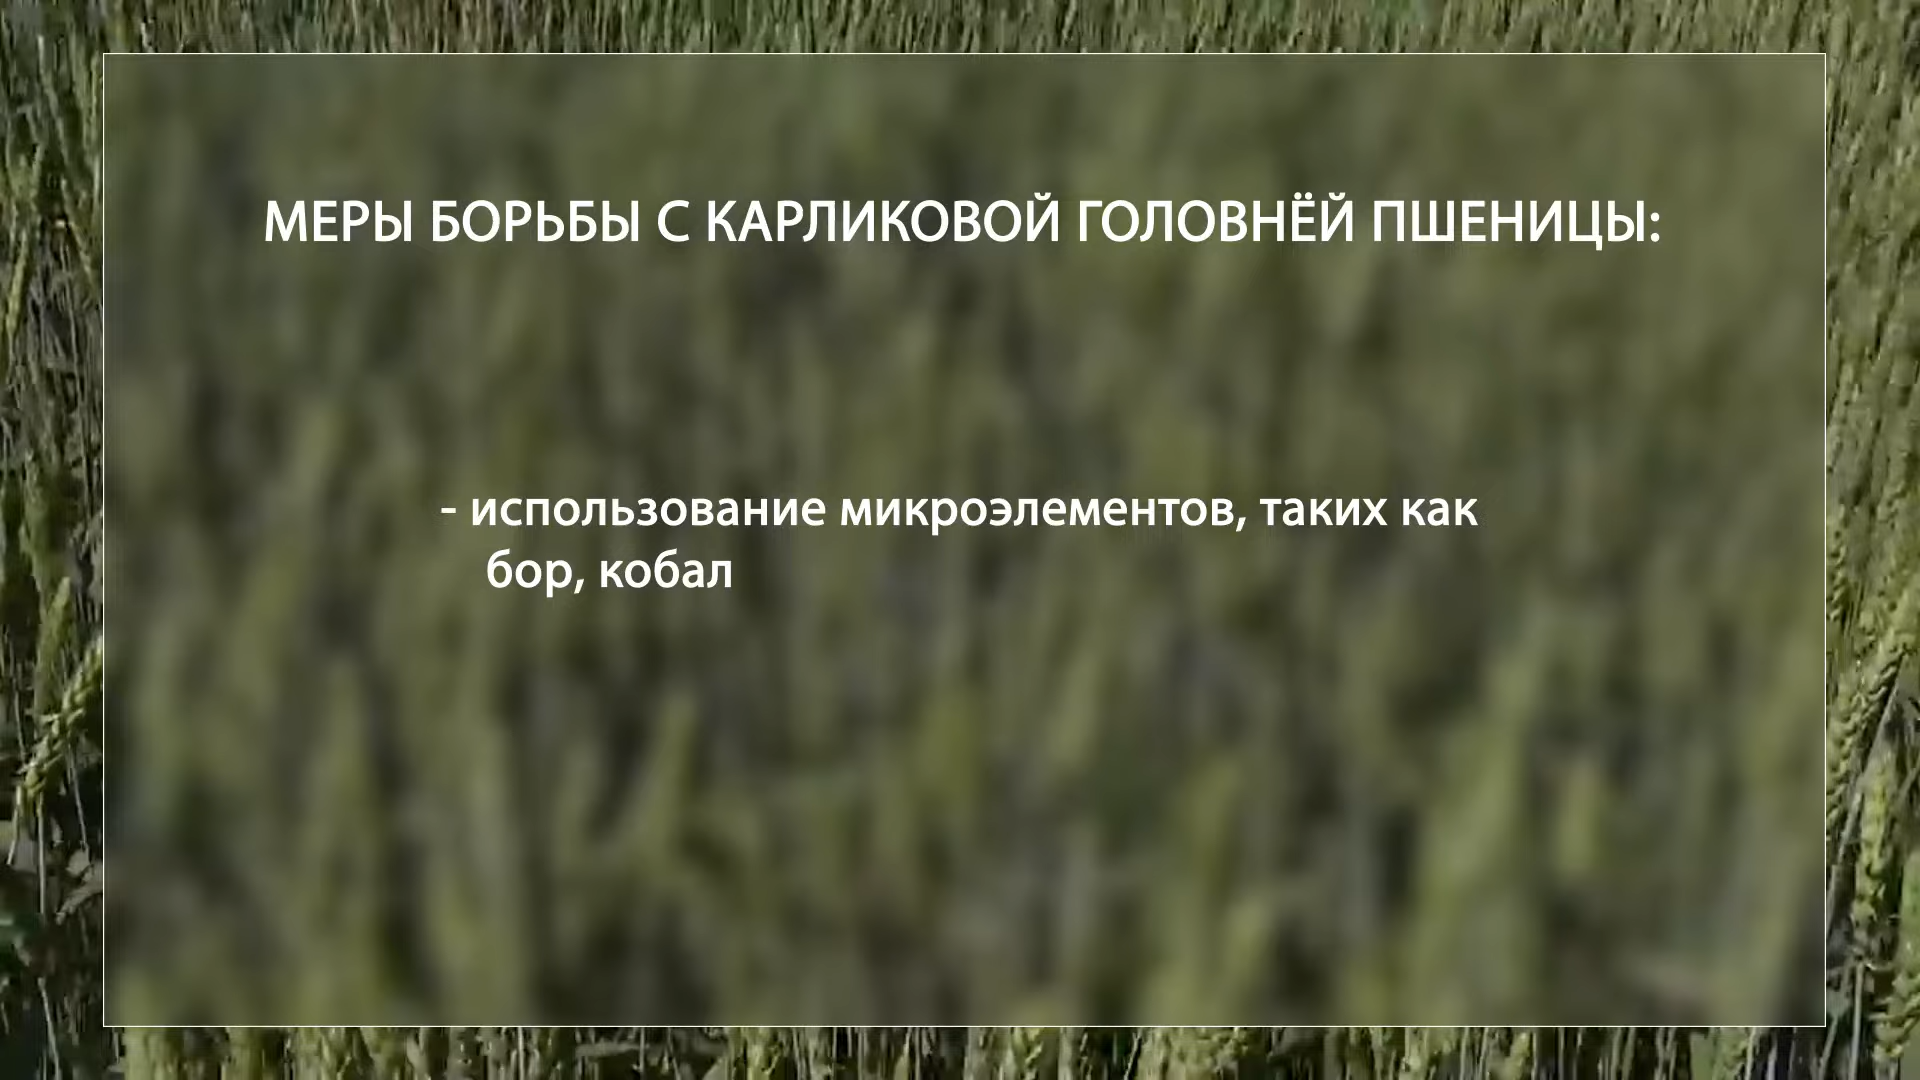 МЕРЫ БОРЬБЫ С КАРЛИКОВОЙ ГОЛОВНЁЙ ПШЕНИЦЫ:
- использование микроэлементов, таких как
бор, кобал